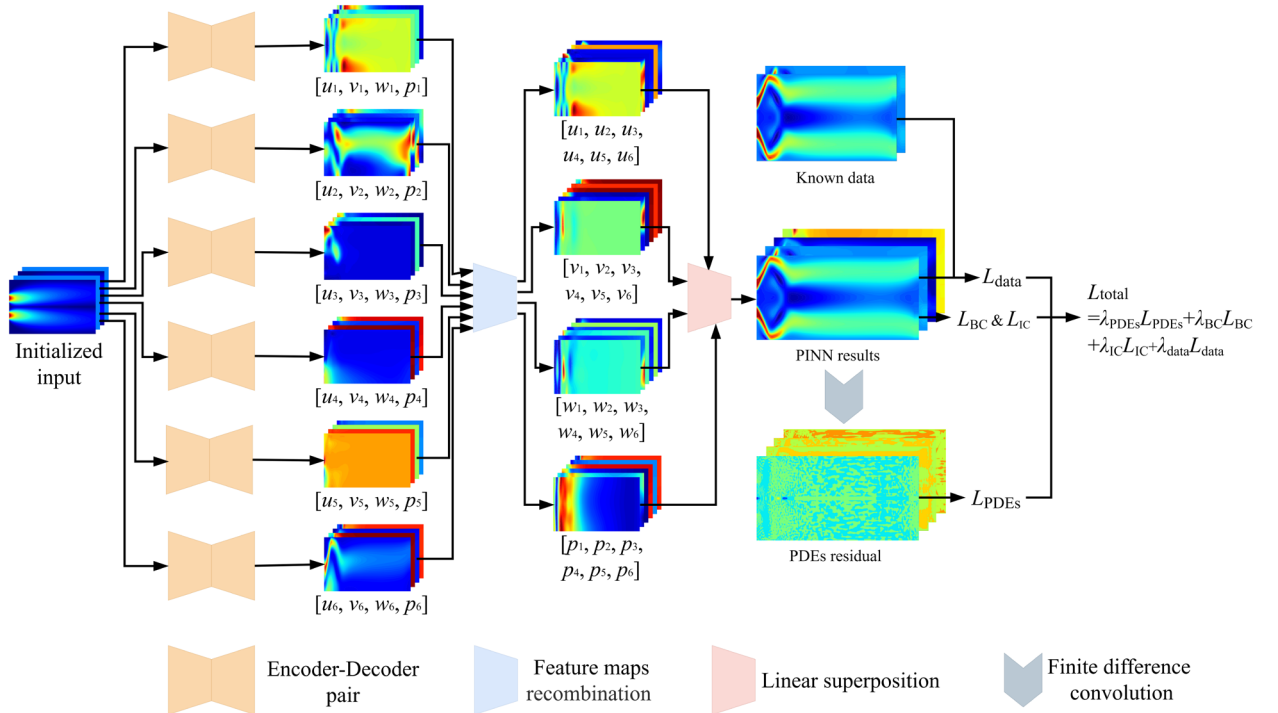 Initialized
input
[u1, v1, w1, p1]
[u2, v2, w2, p2]
[u3, v3, w3, p3]
[u4, v4, w4, p4]
[u5, v5, w5, p5]
[u6, v6, w6, p6]
[u1, u2, u3,
u4, u5, u6]
[v1, v2, v3,
v4, v5, v6]
[w1, w2, w3,
w4, w5, w6]
[p1, p2, p3,
p4, p5, p6]
Known data
PINN results
PDEs residual
Ldata
LBC & LIC
LPDEs
Ltotal
=λPDEsLPDEs+λBCLBC
+λICLIC+λdataLdata
Encoder-Decoder
pair
Feature maps
recombination
Linear superposition
Finite difference
convolution